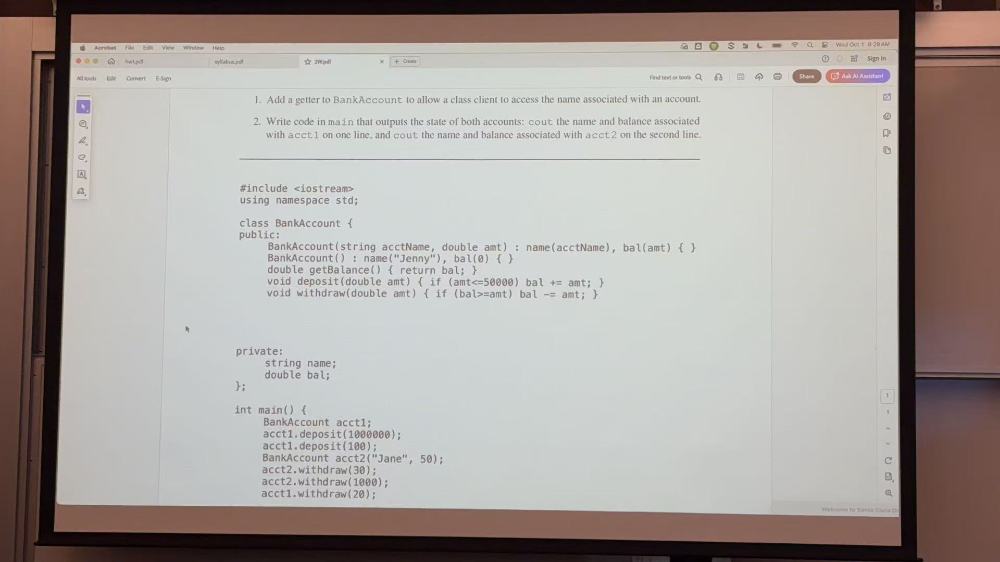 Acrobat File Edit View Window Help
Wed Oct 1 9:29 AM
hw1.pdf
syllabus.pdf
2W.pdf
Create
Sign in
All tools Edit Convert E-Sign
Find text or tools
Share
Ask AI Assistant
1. Add a getter to BankAccount to allow a class client to access the name associated with an account.
2. Write code in main that outputs the state of both accounts: cout the name and balance associated
with acct1 on one line, and cout the name and balance associated with acct2 on the second line.
#include <iostream>
using namespace std;
class BankAccount {
public:
BankAccount(string acctName, double amt) : name(acctName), bal(amt) { }
BankAccount() : name("Jenny"), bal(0) { }
double getBalance() { return bal; }
void deposit(double amt) { if (amt<=50000) bal += amt; }
void withdraw(double amt) { if (bal>=amt) bal -= amt; }
private:
string name;
double bal;
};
int main() {
BankAccount acct1;
acct1.deposit(1000000);
acct1.deposit(100);
BankAccount acct2("Jane", 50);
acct2.withdraw(30);
acct2.withdraw(1000);
acct1.withdraw(20);
1
1
Welcome to Santa Clara